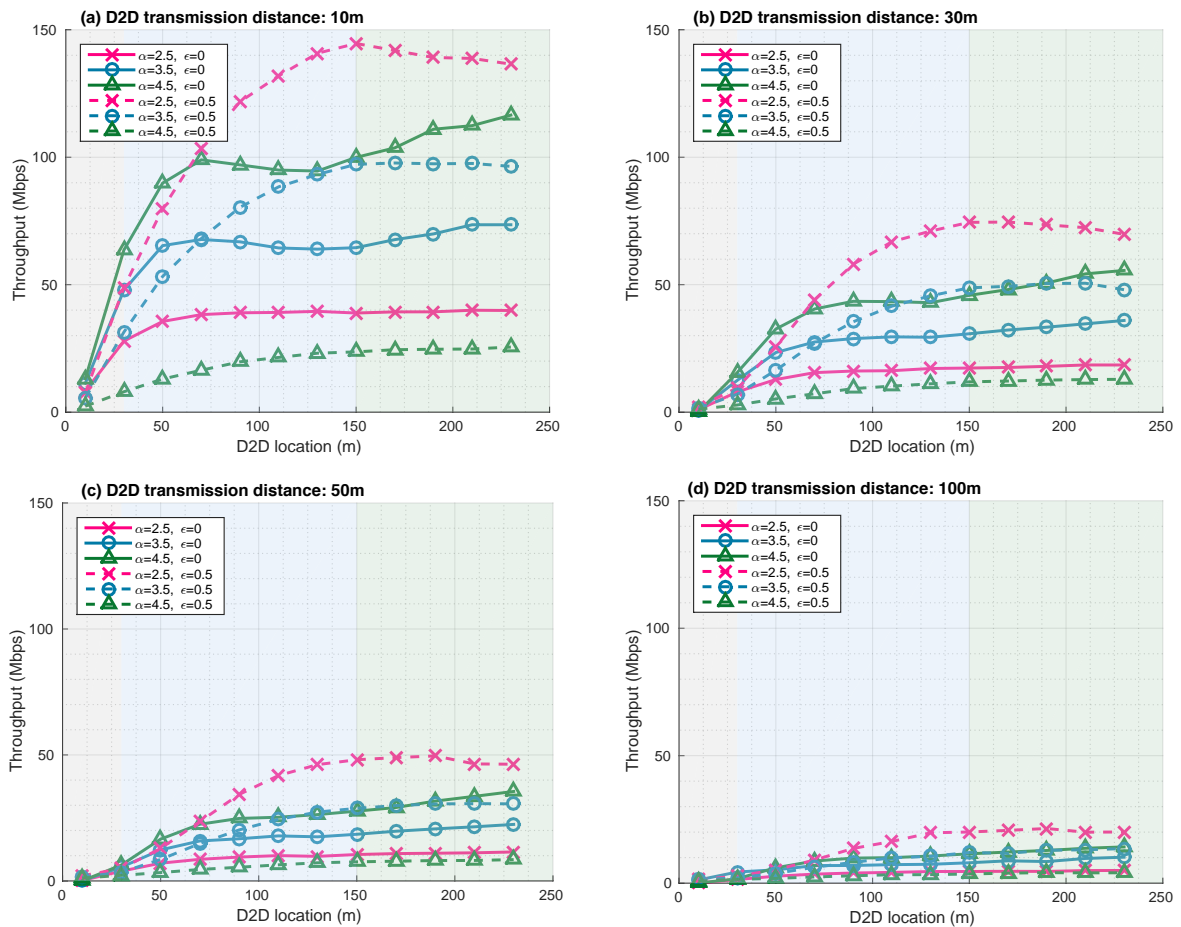 (a) D2D transmission distance: 10m
150
100
50
0
Throughput (Mbps)
α=2.5, ϵ=0
α=3.5, ϵ=0
α=4.5, ϵ=0
α=2.5, ϵ=0.5
α=3.5, ϵ=0.5
α=4.5, ϵ=0.5
0 50 100 150 200 250
D2D location (m)
(b) D2D transmission distance: 30m
150
100
50
0
Throughput (Mbps)
α=2.5, ϵ=0
α=3.5, ϵ=0
α=4.5, ϵ=0
α=2.5, ϵ=0.5
α=3.5, ϵ=0.5
α=4.5, ϵ=0.5
0 50 100 150 200 250
D2D location (m)
(c) D2D transmission distance: 50m
150
100
50
0
Throughput (Mbps)
α=2.5, ϵ=0
α=3.5, ϵ=0
α=4.5, ϵ=0
α=2.5, ϵ=0.5
α=3.5, ϵ=0.5
α=4.5, ϵ=0.5
0 50 100 150 200 250
D2D location (m)
(d) D2D transmission distance: 100m
150
100
50
0
Throughput (Mbps)
α=2.5, ϵ=0
α=3.5, ϵ=0
α=4.5, ϵ=0
α=2.5, ϵ=0.5
α=3.5, ϵ=0.5
α=4.5, ϵ=0.5
0 50 100 150 200 250
D2D location (m)